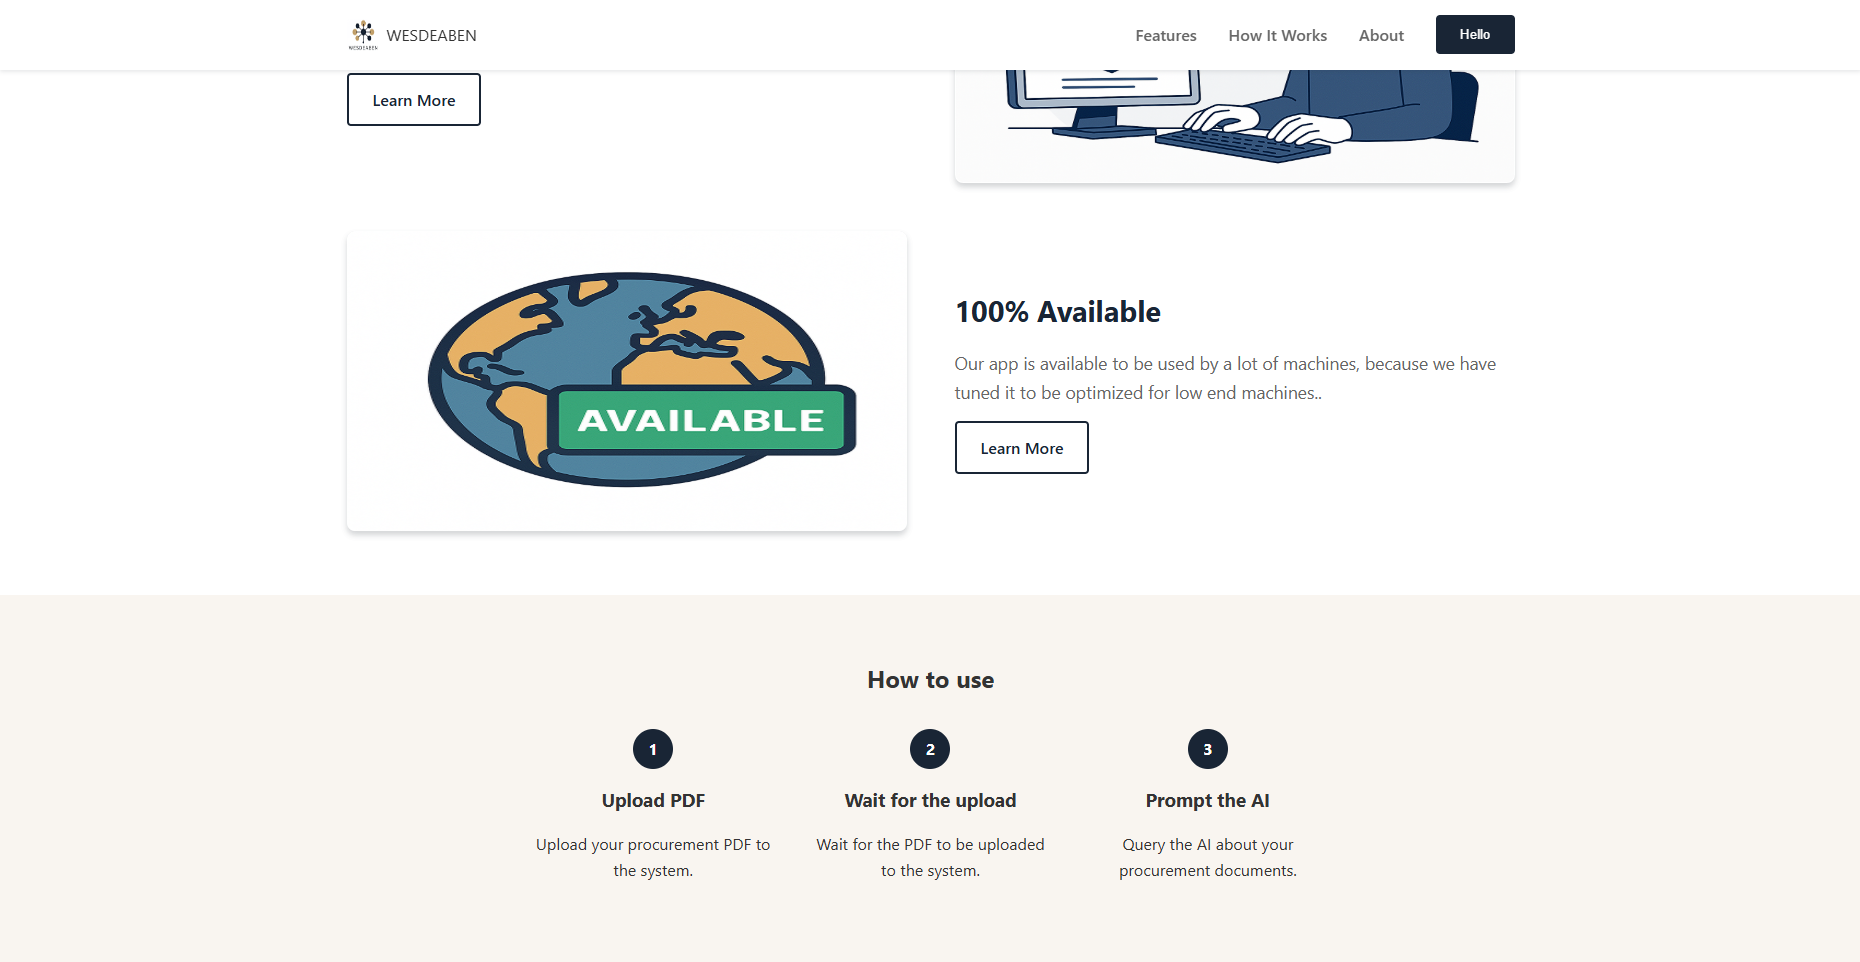 WESDEABEN
WESDEABEN
Features
How It Works
About
Hello
Learn More
AVAILABLE
100% Available
Our app is available to be used by a lot of machines, because we have
tuned it to be optimized for low end machines..
Learn More
How to use
1
2
3
Upload PDF
Wait for the upload
Prompt the AI
Upload your procurement PDF to
the system.
Wait for the PDF to be uploaded
to the system.
Query the AI about your
procurement documents.